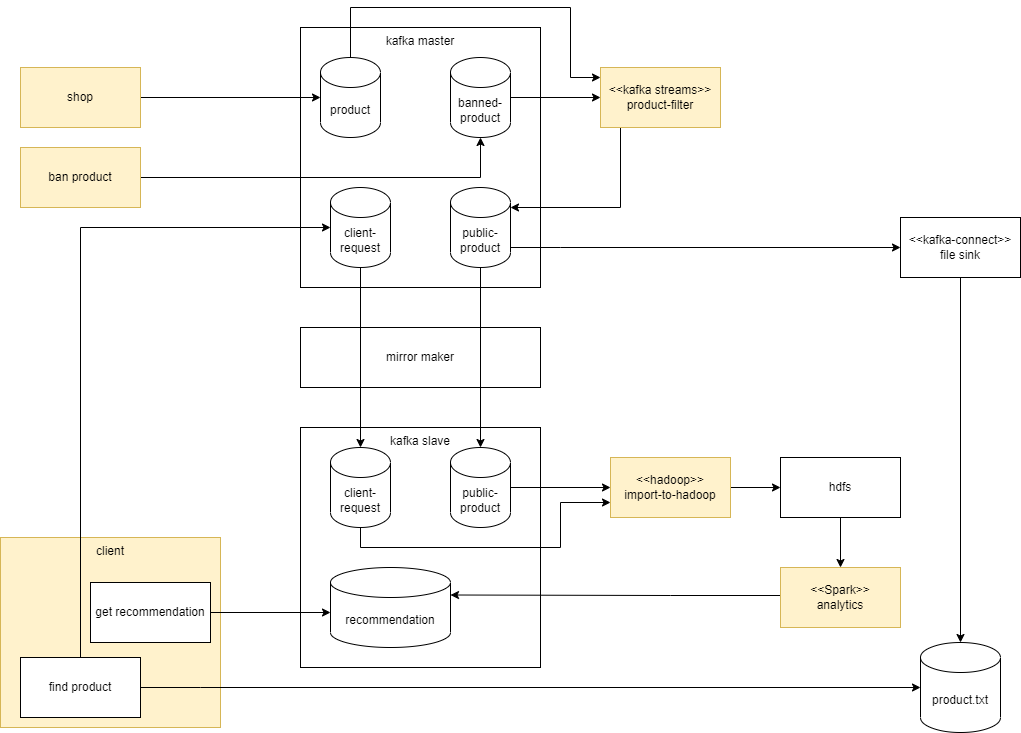 kafka master
shop
product
banned-
product
<<kafka streams>>
product-filter
ban product
client-
request
public-
product
<<kafka-connect>>
file sink
mirror maker
kafka slave
client-
request
public-
product
<<hadoop>>
import-to-hadoop
hdfs
client
get recommendation
recommendation
<<Spark>>
analytics
find product
product.txt